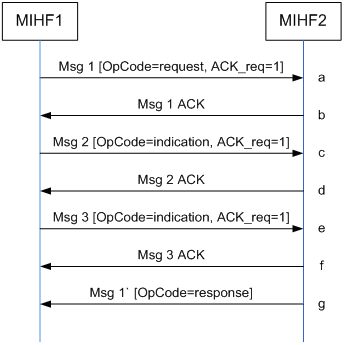 MIHF1 MIHF2
Msg 1 [OpCode=request, ACK_req=1] a
Msg 1 ACK b
Msg 2 [OpCode=indication, ACK_req=1] c
Msg 2 ACK d
Msg 3 [OpCode=indication, ACK_req=1] e
Msg 3 ACK f
Msg 1` [OpCode=response] g